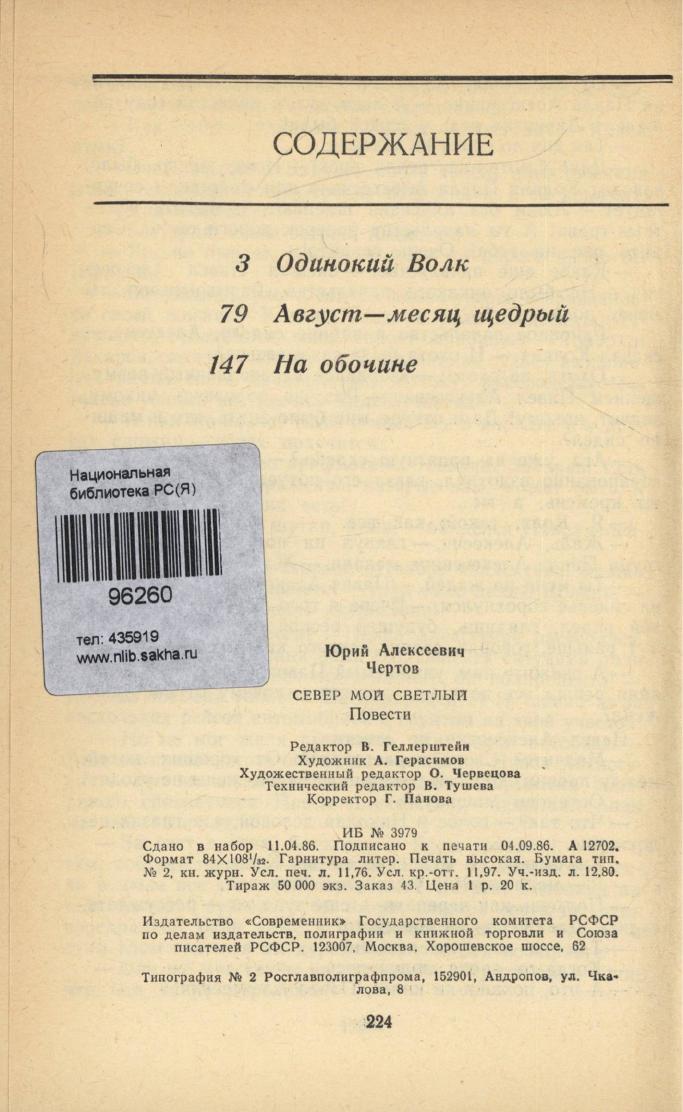 СОДЕРЖАНИЕ
3 Одинокий Волк
79 Август—месяц щедрый
147 На обочине
Национальная
библиотека РС(Я)
96260
тел: 435919
www.nlib.sakha.ru
Юрий Алексеевич
Чертов
СЕВЕР МОЙ СВЕТЛЫЙ
Повести
Редактор В. Геллерштейн
Художник А. Герасимов
Художественный редактор О. Червецова
Технический редактор В. Тушева
Корректор Г. Панова
ИБ № 3979
Сдано в набор 11.04.86. Подписано к печати 04.09.86. А 12702.
Формат 84×108¹/₃₂. Гарнитура литер. Печать высокая. Бумага тип.
№ 2, кн. журн. Усл. печ. л. 11,76. Усл. кр.-отт. 11,97. Уч.-изд. л. 12,80.
Тираж 50 000 экз. Заказ 43. Цена 1 р. 20 к.
Издательство «Современник» Государственного комитета РСФСР
по делам издательств, полиграфии и книжной торговли и Союза
писателей РСФСР. 123007, Москва, Хорошевское шоссе, 62
Типография № 2 Росглавполиграфпрома, 152901, Андропов, ул. Чка-
лова, 8
224